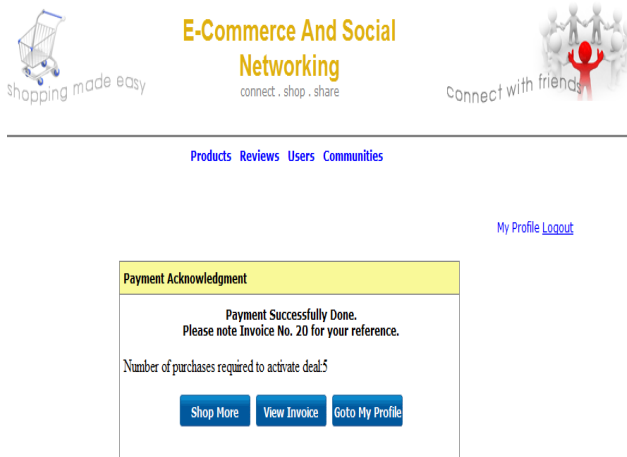 E-Commerce And Social
Networking
connect . shop . share
shopping made easy
connect with friends
Products Reviews Users Communities
My Profile Logout
Payment Acknowledgment
Payment Successfully Done.
Please note Invoice No. 20 for your reference.
Number of purchases required to activate deal:5
Shop More View Invoice Goto My Profile